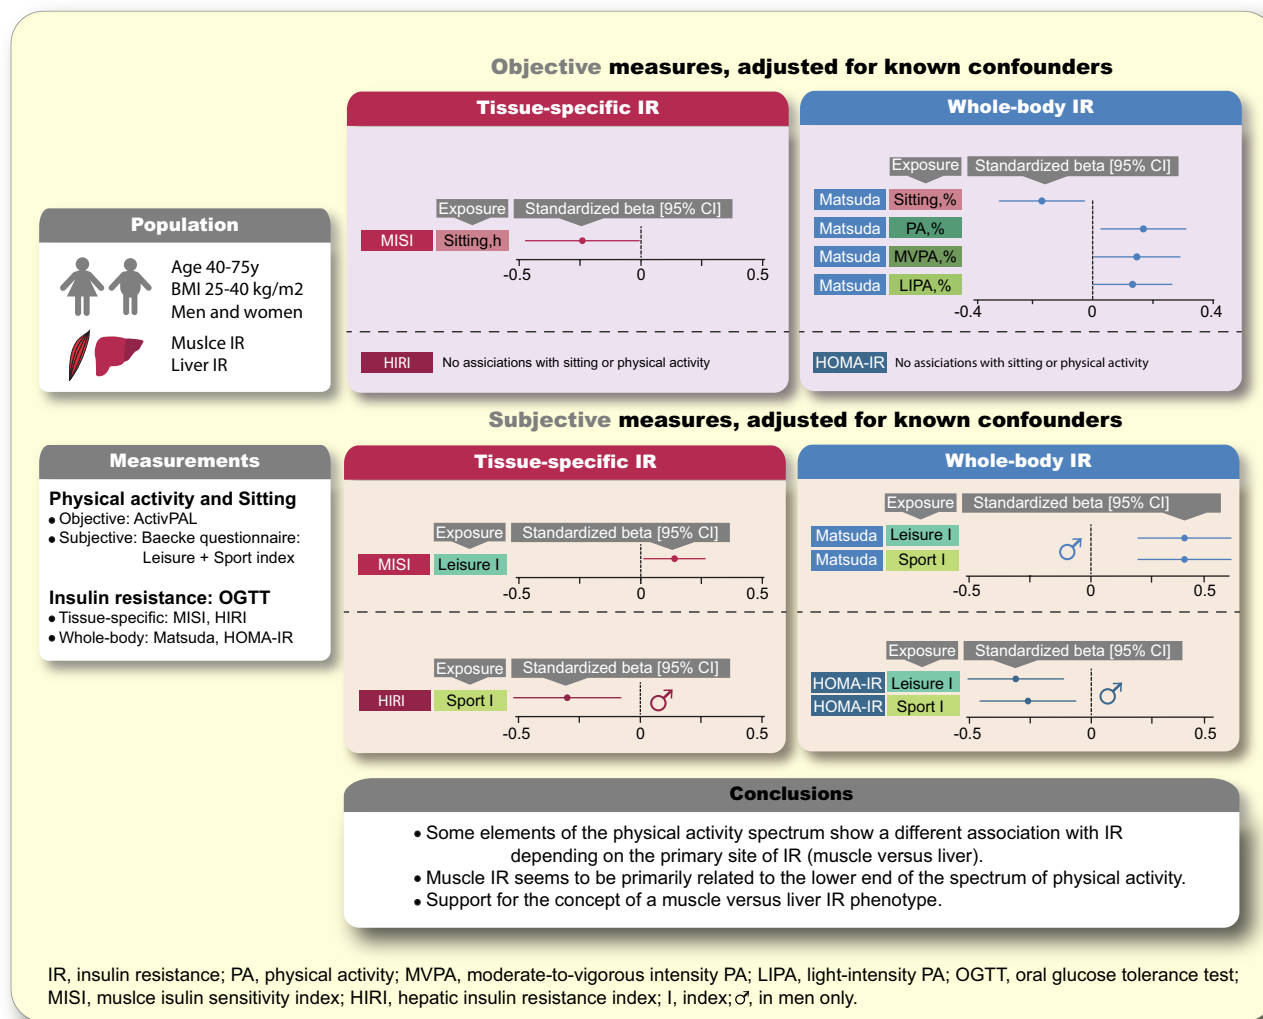 Objective measures, adjusted for known confounders
Tissue-specific IR
Exposure Standardized beta [95% CI]
MISI Sitting,h
-0.5 0 0.5
HIRI No assiciations with sitting or physical activity
Whole-body IR
Exposure Standardized beta [95% CI]
Matsuda Sitting,%
Matsuda PA,%
Matsuda MVPA,%
Matsuda LIPA,%
-0.4 0 0.4
HOMA-IR No assiciations with sitting or physical activity
Population
Age 40-75y
BMI 25-40 kg/m2
Men and women
Muslce IR
Liver IR
Subjective measures, adjusted for known confounders
Measurements
Physical activity and Sitting
• Objective: ActivPAL
• Subjective: Baecke questionnaire:
Leisure + Sport index
Insulin resistance: OGTT
• Tissue-specific: MISI, HIRI
• Whole-body: Matsuda, HOMA-IR
Tissue-specific IR
Exposure Standardized beta [95% CI]
MISI Leisure I
-0.5 0 0.5
Exposure Standardized beta [95% CI]
HIRI Sport I ♂
-0.5 0 0.5
Whole-body IR
Exposure Standardized beta [95% CI]
Matsuda Leisure I ♂
Matsuda Sport I
-0.5 0 0.5
Exposure Standardized beta [95% CI]
HOMA-IR Leisure I ♂
HOMA-IR Sport I
-0.5 0 0.5
Conclusions
• Some elements of the physical activity spectrum show a different association with IR
depending on the primary site of IR (muscle versus liver).
• Muscle IR seems to be primarily related to the lower end of the spectrum of physical activity.
• Support for the concept of a muscle versus liver IR phenotype.
IR, insulin resistance; PA, physical activity; MVPA, moderate-to-vigorous intensity PA; LIPA, light-intensity PA; OGTT, oral glucose tolerance test;
MISI, muslce isulin sensitivity index; HIRI, hepatic insulin resistance index; I, index;♂, in men only.